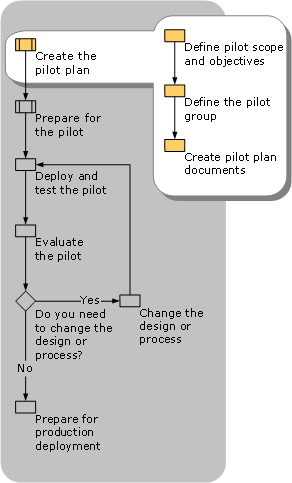 Create the
pilot plan
Define pilot scope
and objectives
Define the pilot
group
Create pilot plan
documents
Prepare for
the pilot
Deploy and
test the pilot
Evaluate
the pilot
Yes
Do you need
to change the
design or
process?
Change the
design or
process
No
Prepare for
production
deployment